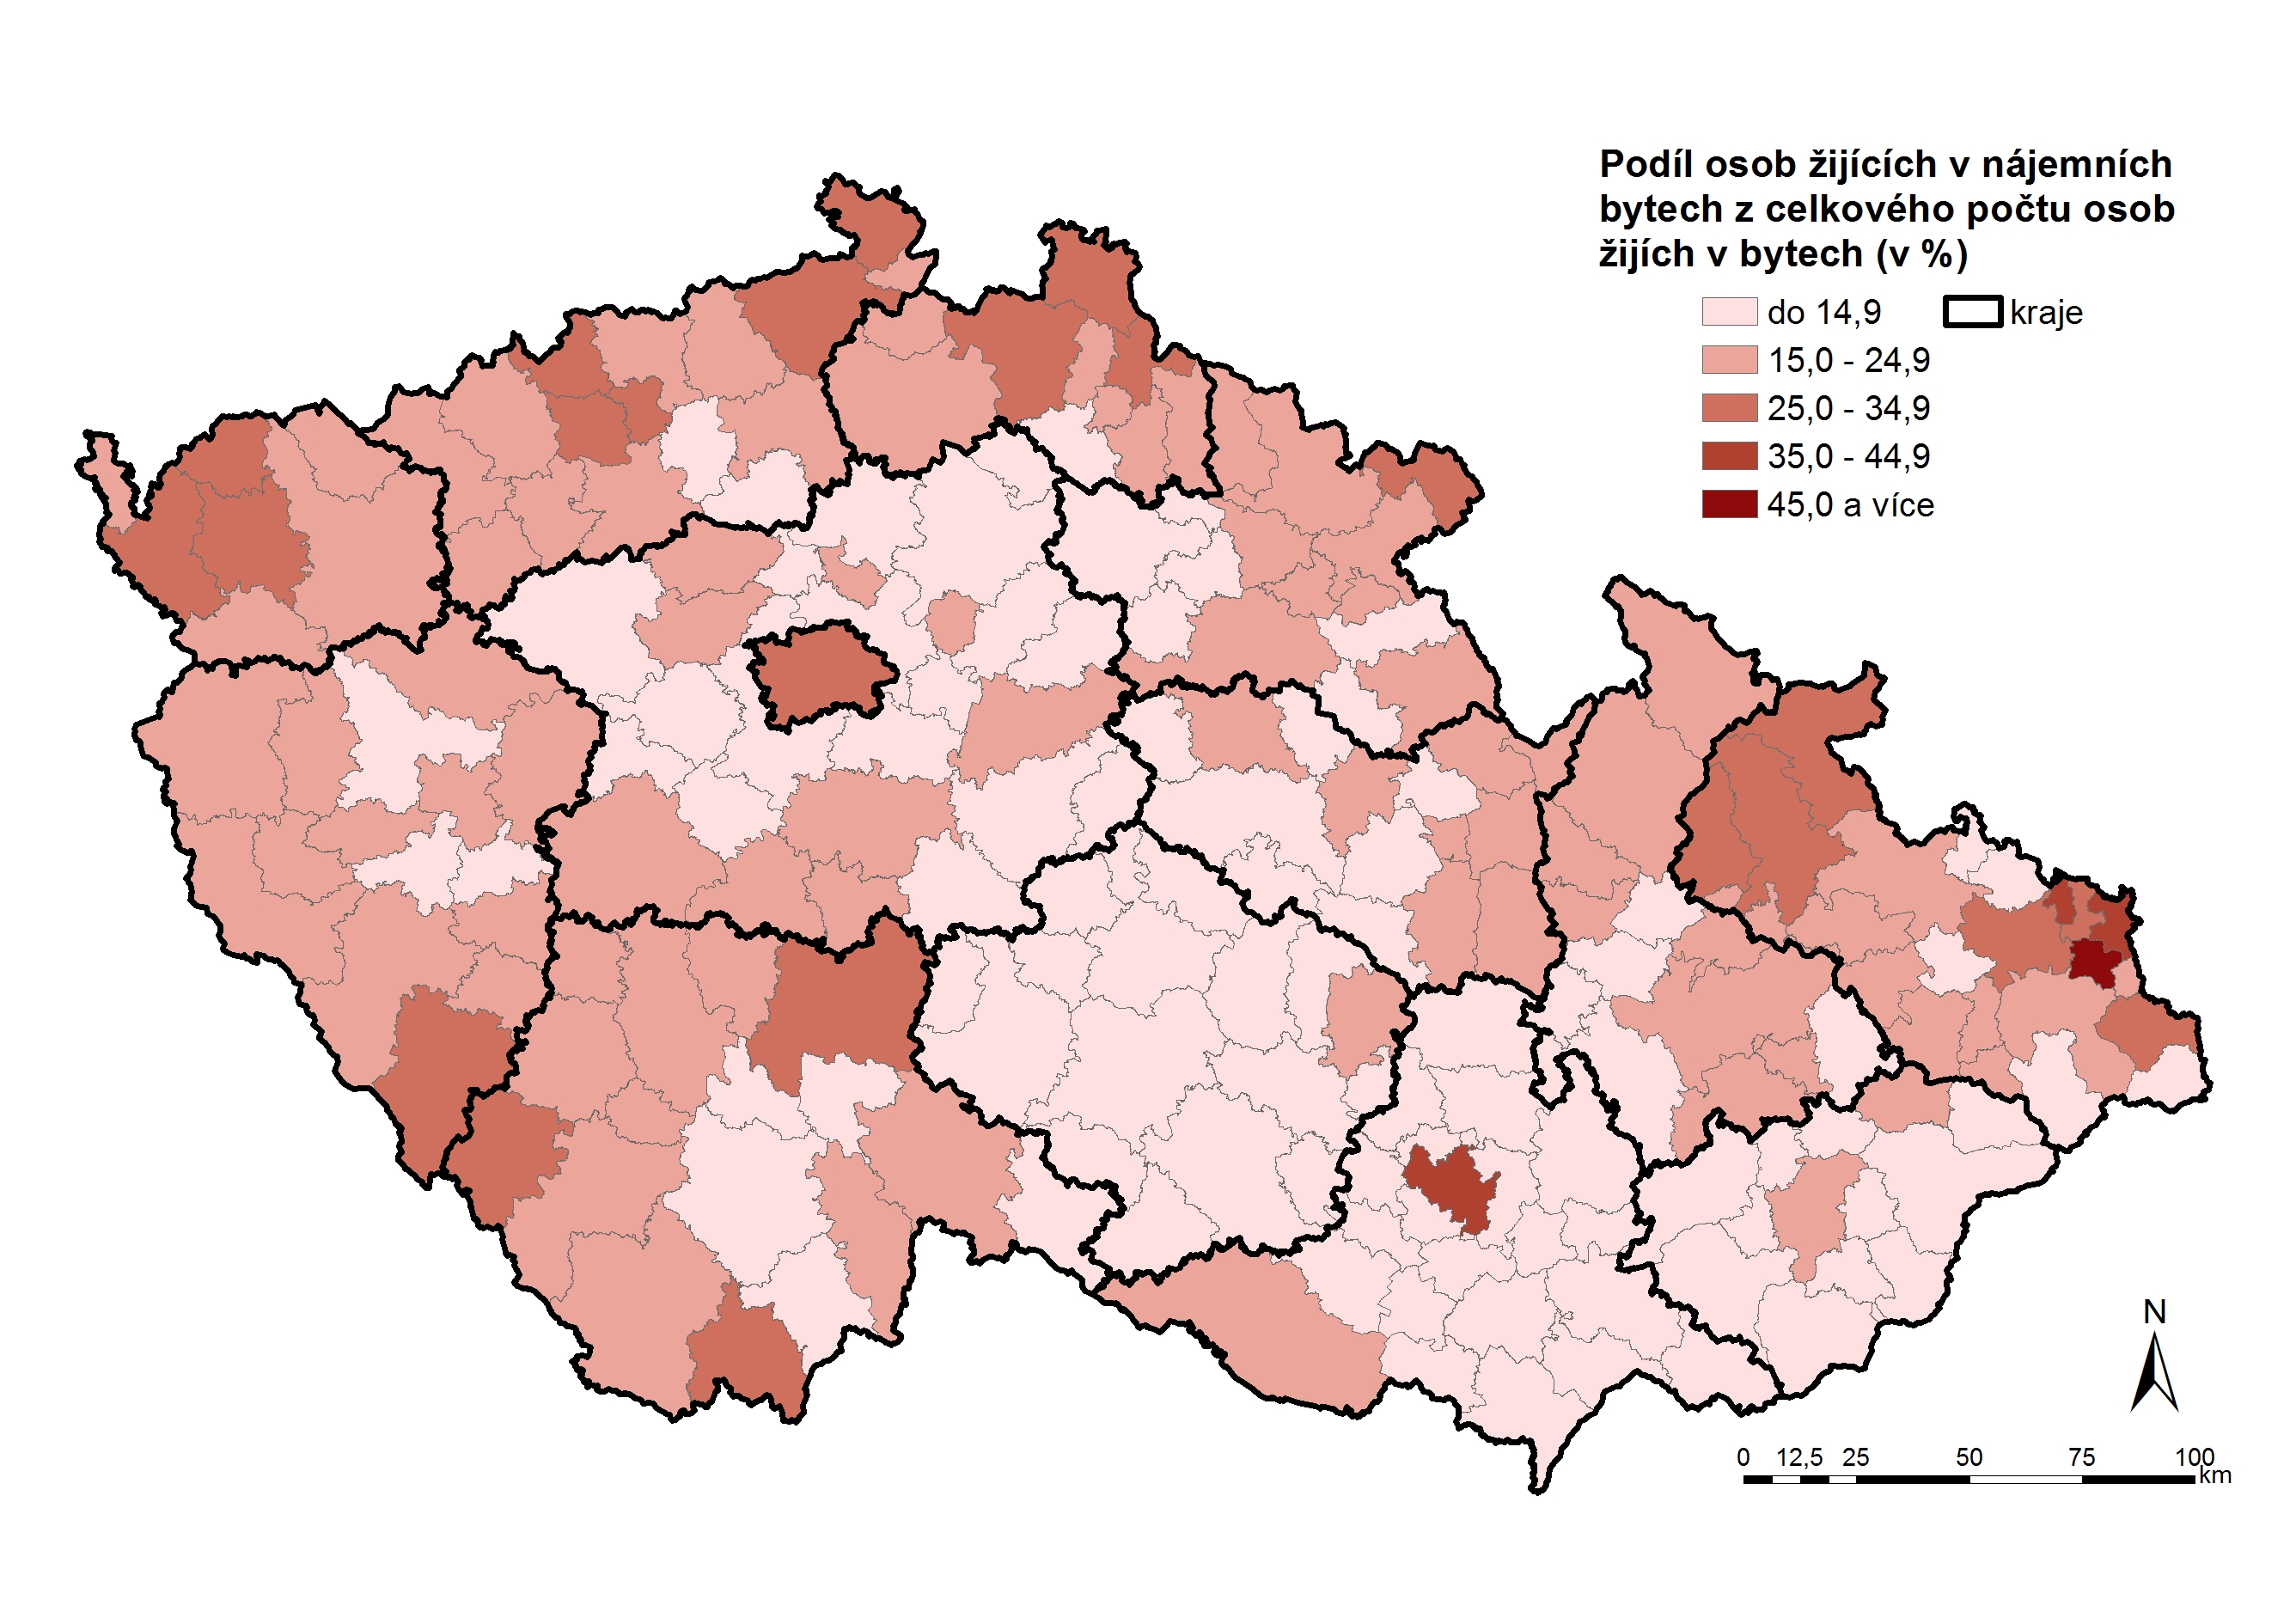 Podíl osob žijících v nájemních
bytech z celkového počtu osob
žijích v bytech (v %)
do 14,9 kraje
15,0 - 24,9
25,0 - 34,9
35,0 - 44,9
45,0 a více
N
0 12,5 25 50 75 100
km